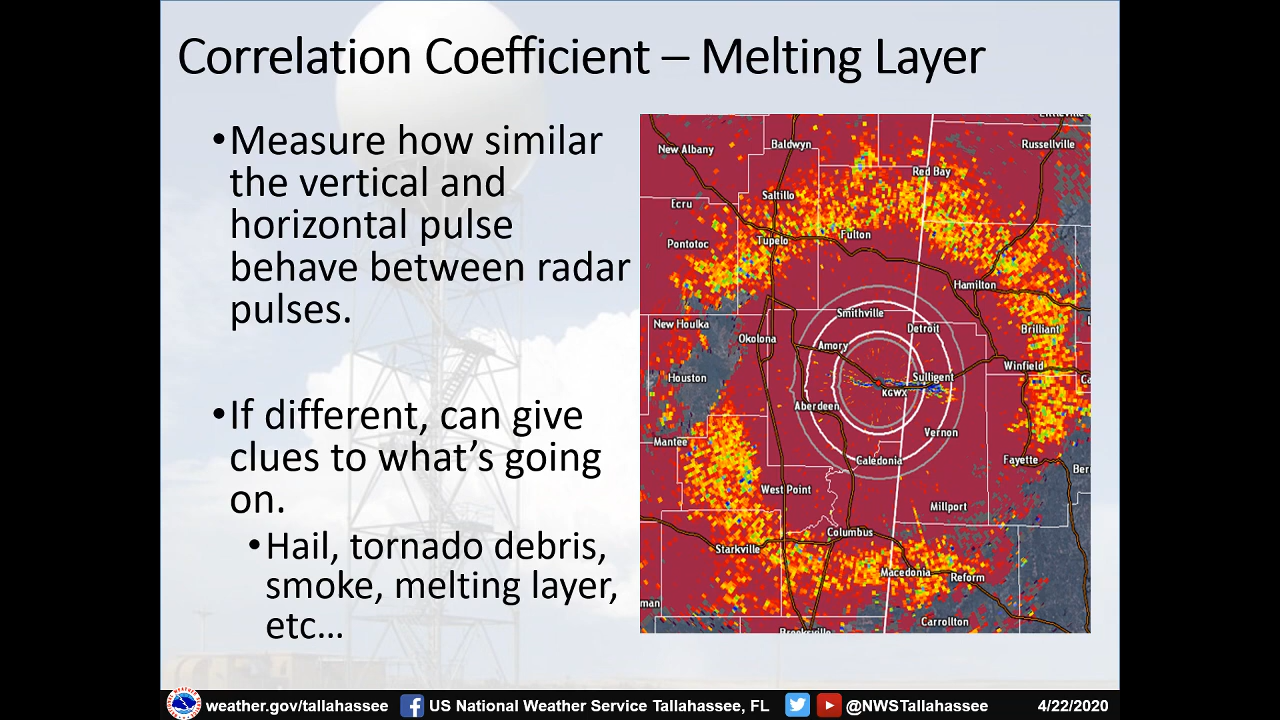 Correlation Coefficient – Melting Layer
•Measure how similar
the vertical and
horizontal pulse
behave between radar
pulses.
•If different, can give
clues to what's going
on.
•Hail, tornado debris,
smoke, melting layer,
etc…
New Albany
Baldwyn
Russellville
Red Bay
Saltillo
Ecru
Pontotoc
Tupelo
Fulton
Hamilton
Smithville
New Houlka
Detroit
Brilliant
Okolona
Amory
Winfield
Houston
Sulligent
Ca
KGWX
Aberdeen
Vernon
Mantee
Caledonia
Fayette
Ber
West Point
Millport
Columbus
Starkville
Macedonia
Reform
man
Carrollton
weather.gov/tallahassee US National Weather Service Tallahassee, FL @NWSTallahassee 4/22/2020